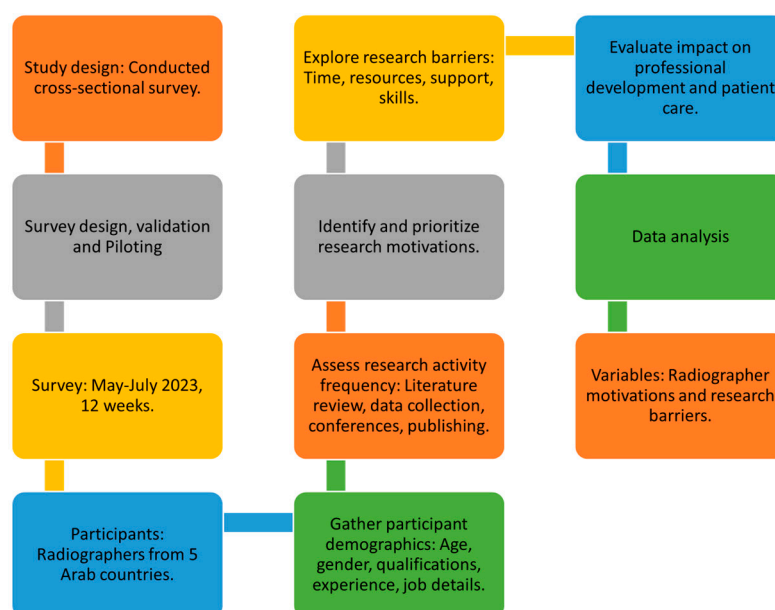 Study design: Conducted
cross-sectional survey.
Survey design, validation
and Piloting
Survey: May-July 2023,
12 weeks.
Participants:
Radiographers from 5
Arab countries.
Gather participant
demographics: Age,
gender, qualifications,
experience, job details.
Assess research activity
frequency: Literature
review, data collection,
conferences, publishing.
Identify and prioritize
research motivations.
Explore research barriers:
Time, resources, support,
skills.
Evaluate impact on
professional
development and patient
care.
Data analysis
Variables: Radiographer
motivations and research
barriers.